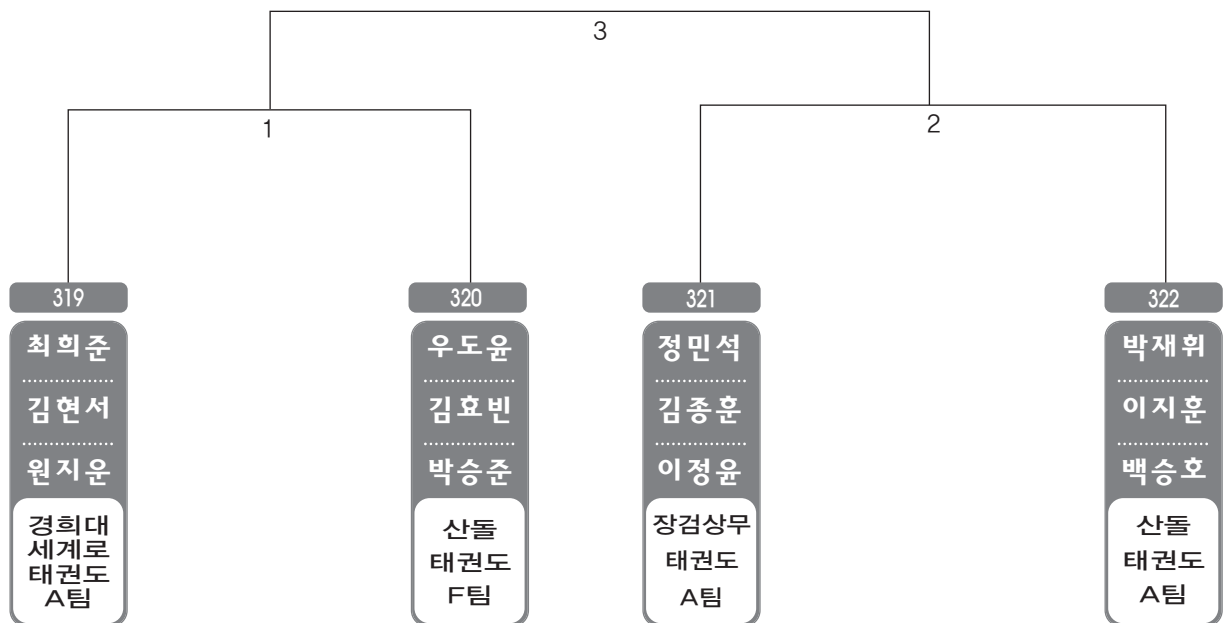 3
1
2
319
최희준
김현서
원지운
경희대
세계로
태권도
A팀
320
우도윤
김효빈
박승준
산돌
태권도
F팀
321
정민석
김종훈
이정윤
장검상무
태권도
A팀
322
박재휘
이지훈
백승호
산돌
태권도
A팀